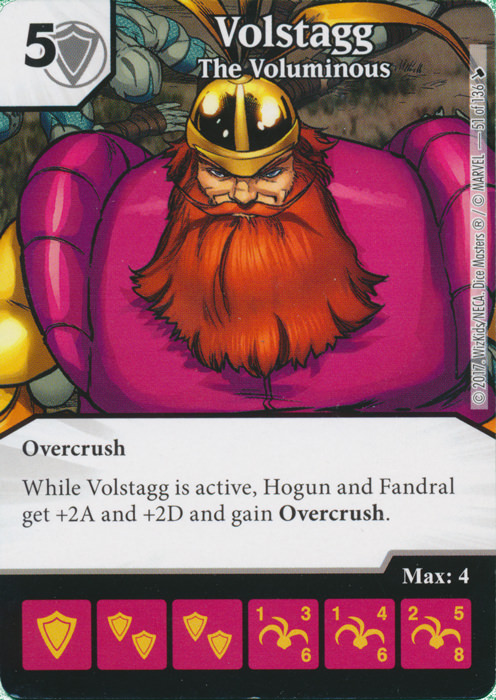 5
Volstagg
The Voluminous
© 2017. WizKids/NECA. Dice Masters ® / © MARVEL — 51 of 136
Overcrush
While Volstagg is active, Hogun and Fandral
get +2A and +2D and gain Overcrush.
Max: 4
1 3
6
1 4
6
2 5
8